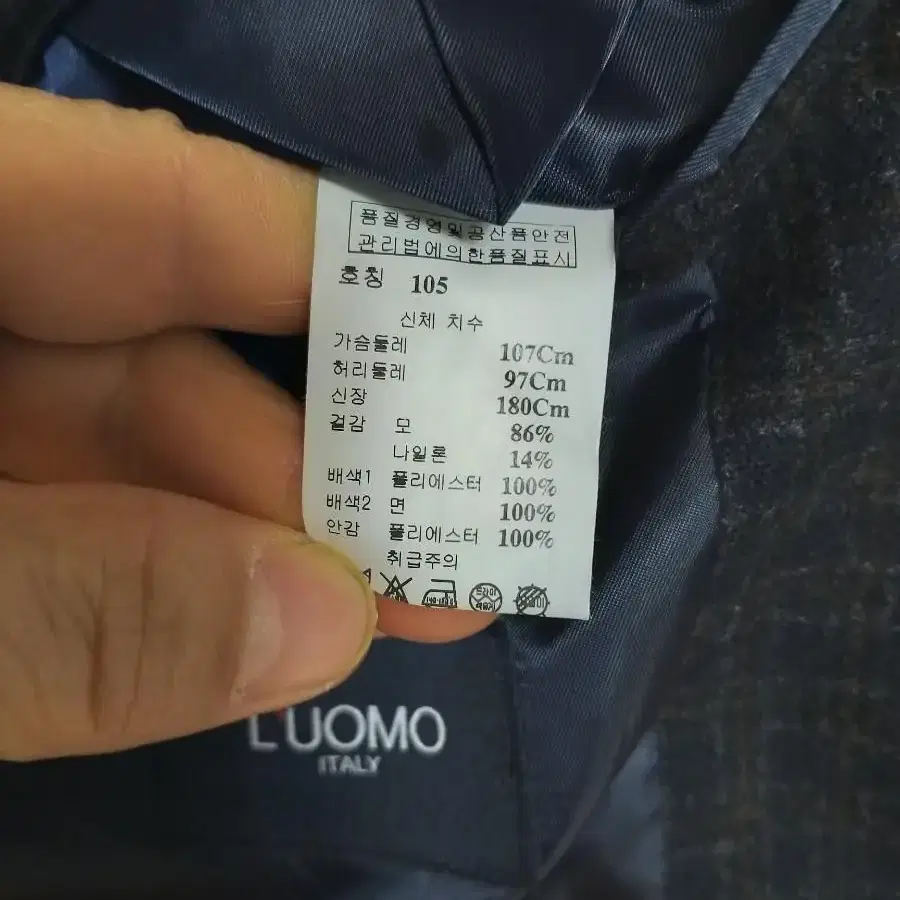 품질경영및공산품안전
관리법에의한품질표시
호칭 105
신체 치수
가슴둘레 107Cm
허리둘레 97Cm
신장 180Cm
겉감 모 86%
나일론 14%
배색1 폴리에스터 100%
배색2 면 100%
안감 폴리에스터 100%
취급주의
드라이
L'UOMO
ITALY